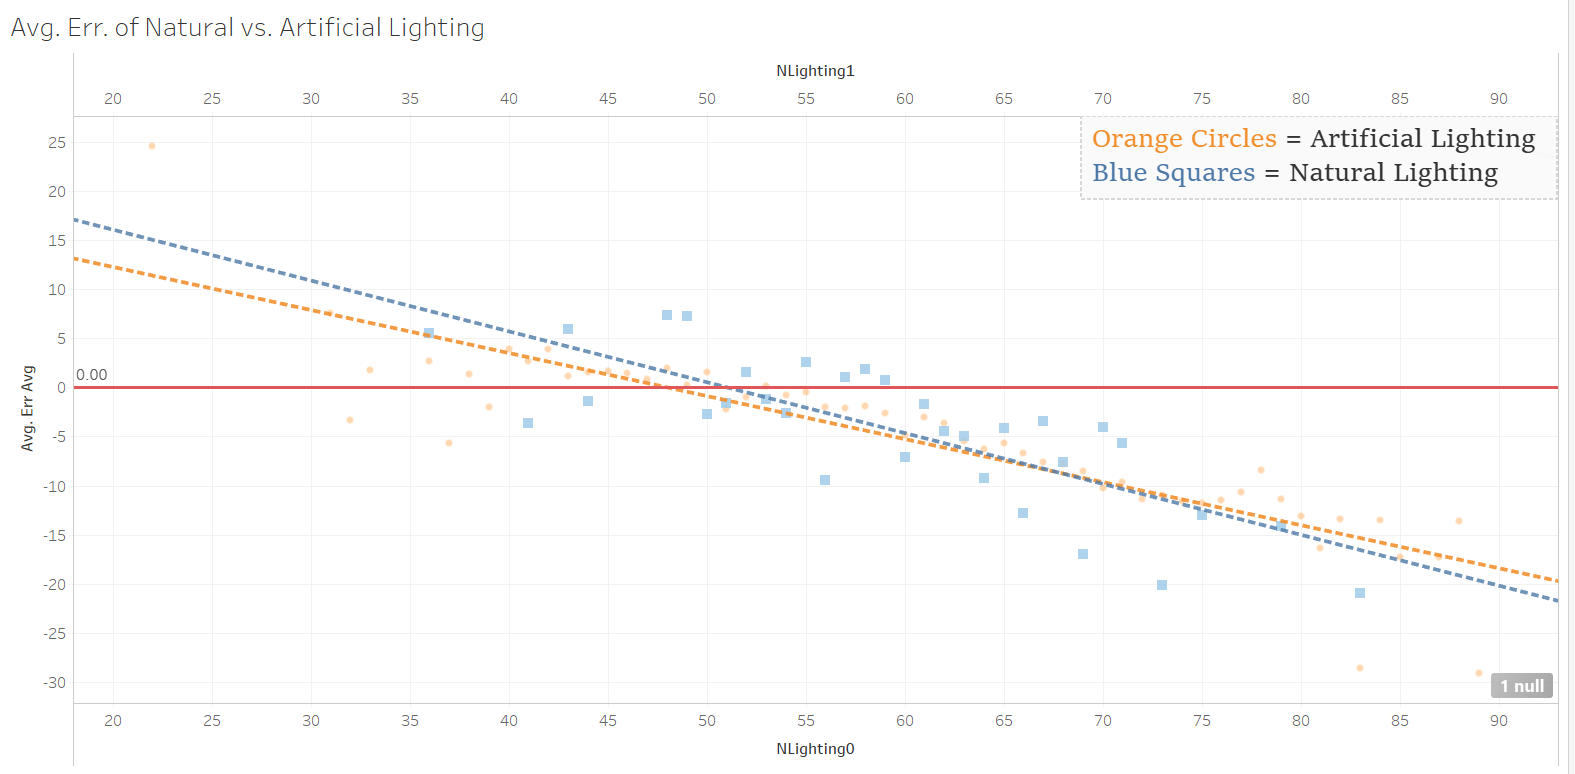 Avg. Err. of Natural vs. Artificial Lighting
NLighting1
20 25 30 35 40 45 50 55 60 65 70 75 80 85 90
Orange Circles = Artificial Lighting
Blue Squares = Natural Lighting
25
20
15
10
5
0
-5
-10
-15
-20
-25
-30
0.00
Avg. Err Avg
1 null
20 25 30 35 40 45 50 55 60 65 70 75 80 85 90
NLighting0